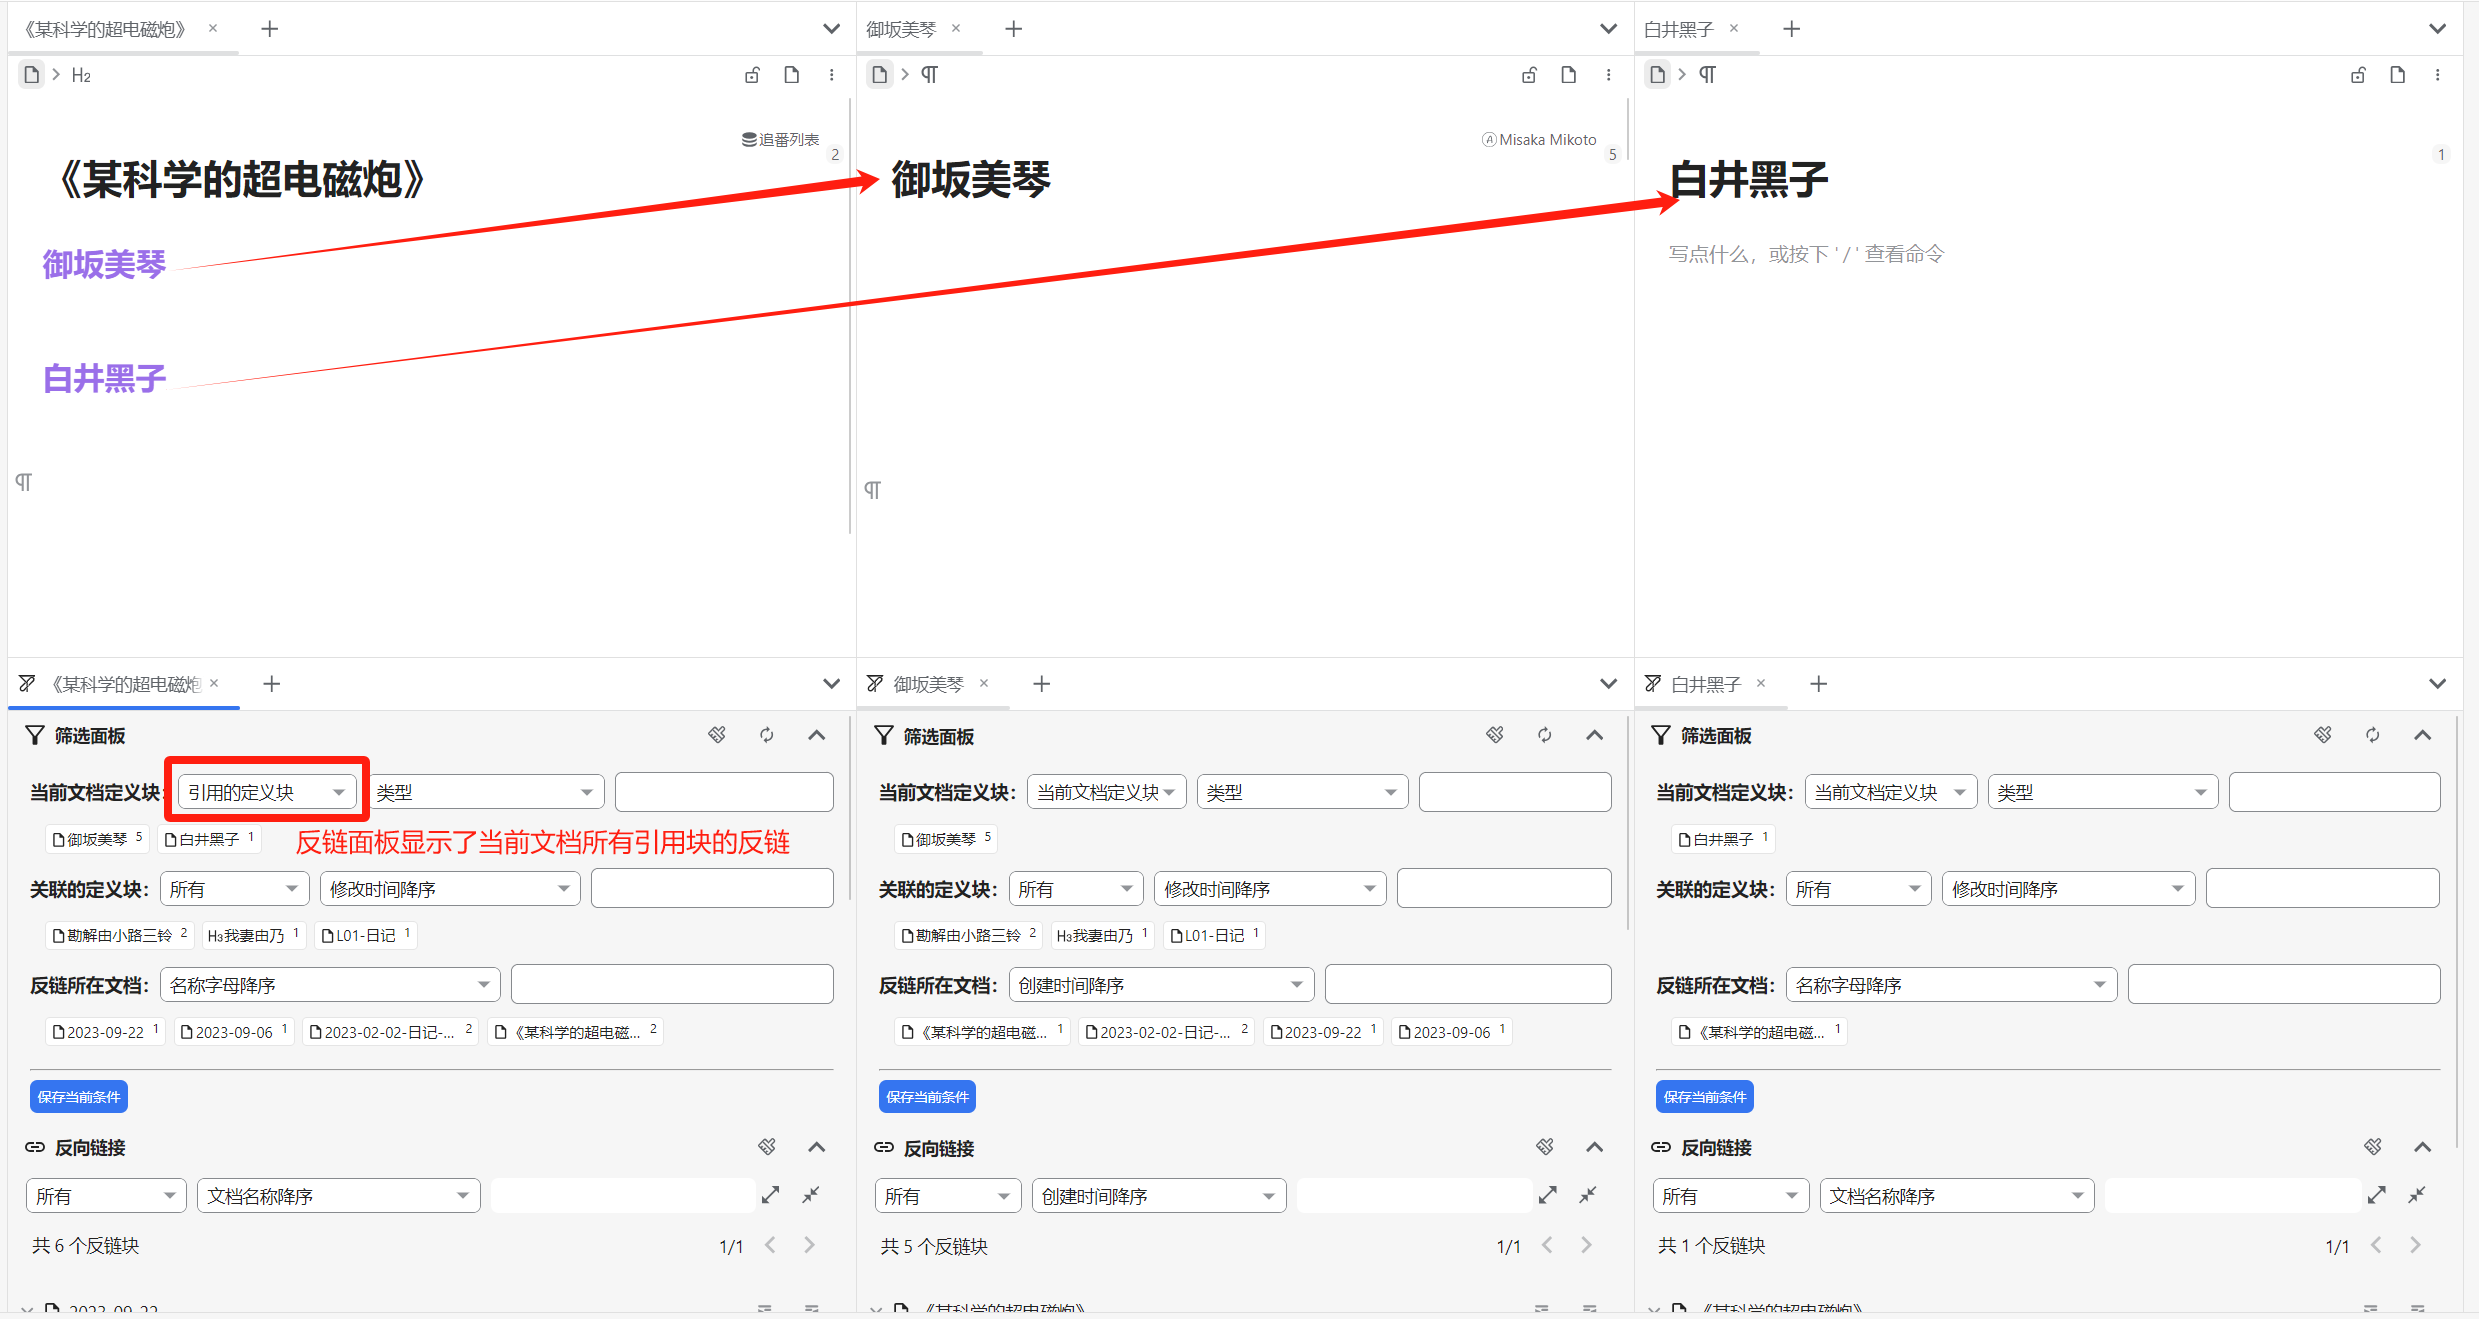 《某科学的超电磁炮》
H2
追番列表
2
《某科学的超电磁炮》
御坂美琴
白井黑子
御坂美琴
Misaka Mikoto
5
御坂美琴
白井黑子
1
白井黑子
写点什么，或按下 '/' 查看命令
《某科学的超电磁炮
筛选面板
当前文档定义块: 引用的定义块 类型
御坂美琴 5 白井黑子 1
反链面板显示了当前文档所有引用块的反链
关联的定义块: 所有 修改时间降序
勘解由小路三铃 2 H3我妻由乃 1 L01-日记 1
反链所在文档: 名称字母降序
2023-09-22 1 2023-09-06 1 2023-02-02-日记-... 2 《某科学的超电磁... 2
保存当前条件
反向链接
所有 文档名称降序
共 6 个反链块 1/1
2023-09-22
御坂美琴
筛选面板
当前文档定义块: 当前文档定义块 类型
御坂美琴 5
关联的定义块: 所有 修改时间降序
勘解由小路三铃 2 H3我妻由乃 1 L01-日记 1
反链所在文档: 创建时间降序
《某科学的超电磁... 1 2023-02-02-日记-... 2 2023-09-22 1 2023-09-06 1
保存当前条件
反向链接
所有 创建时间降序
共 5 个反链块 1/1
《某科学的超电磁炮》
白井黑子
筛选面板
当前文档定义块: 当前文档定义块 类型
白井黑子 1
关联的定义块: 所有 修改时间降序
反链所在文档: 名称字母降序
《某科学的超电磁... 1
保存当前条件
反向链接
所有 文档名称降序
共 1 个反链块 1/1
《某科学的超电磁炮》